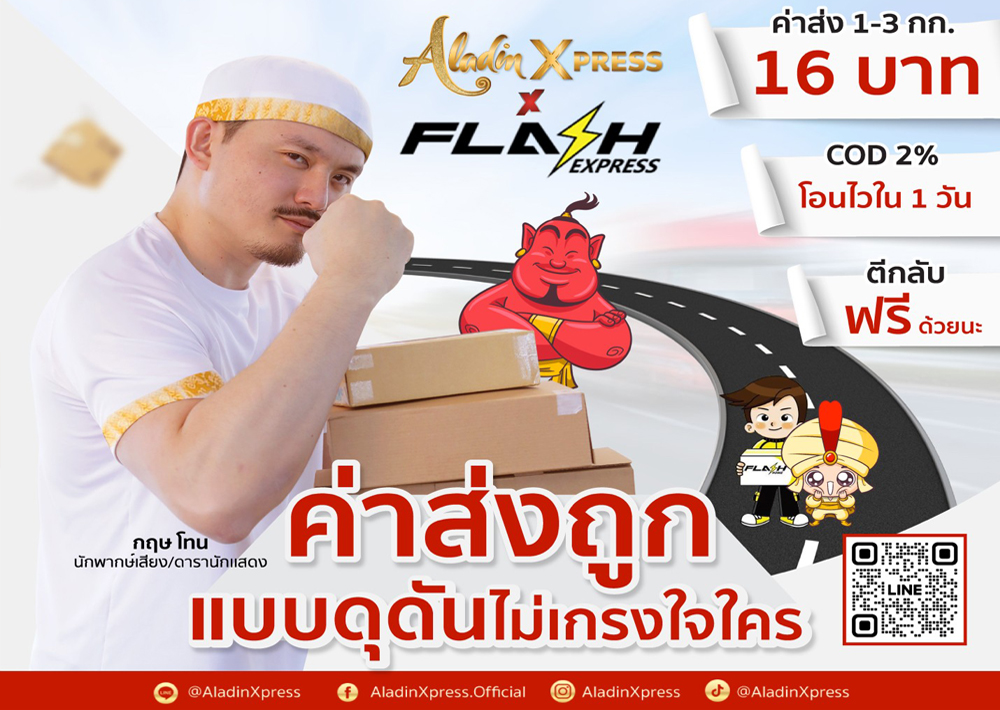 Aladin XPRESS
X
FLASH
EXPRESS
ค่าส่ง 1-3 กก.
16 บาท
COD 2%
โอนไวใน 1 วัน
ตีกลับ
ฟรี ด้วยนะ
FLASH
กฤษ โทน
นักพากษ์เสียง/ดารานักแสดง
ค่าส่งถูก
แบบดุดันไม่เกรงใจใคร
LINE
@AladinXpress
AladinXpress.Official
AladinXpress
@AladinXpress